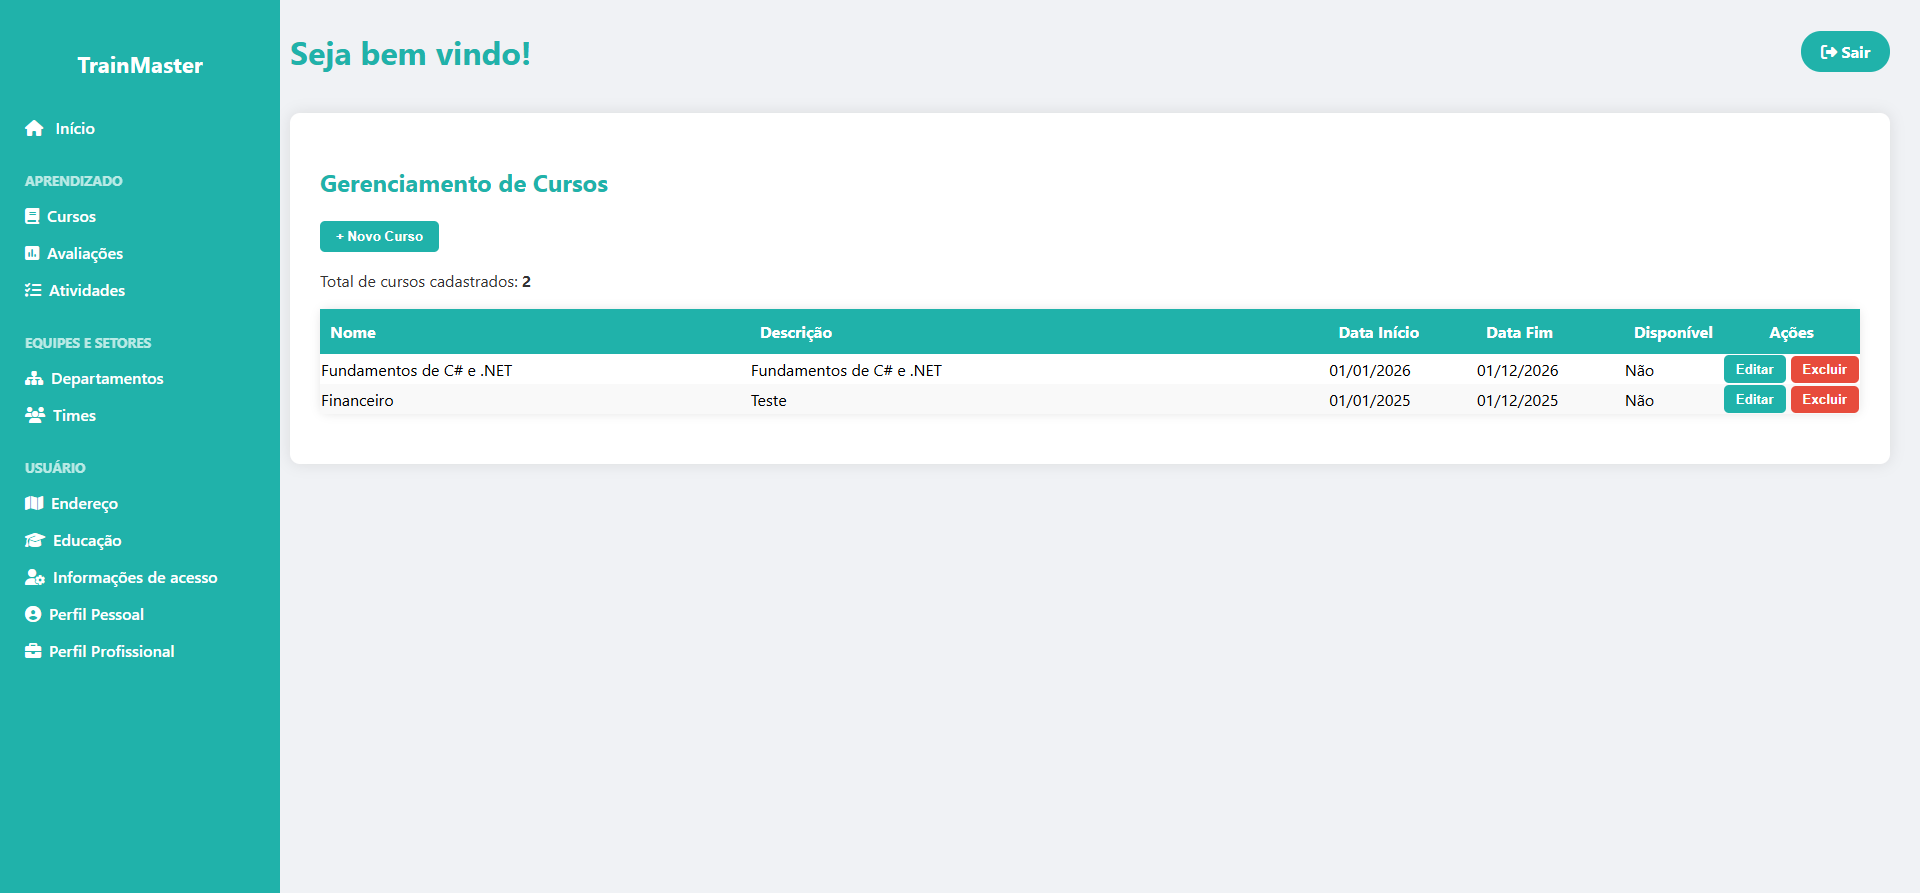 TrainMaster
Início
APRENDIZADO
Cursos
Avaliações
Atividades
EQUIPES E SETORES
Departamentos
Times
USUÁRIO
Endereço
Educação
Informações de acesso
Perfil Pessoal
Perfil Profissional
Seja bem vindo!
Sair
Gerenciamento de Cursos
+ Novo Curso
Total de cursos cadastrados: 2
Nome Descrição Data Início Data Fim Disponível Ações
Fundamentos de C# e .NET Fundamentos de C# e .NET 01/01/2026 01/12/2026 Não Editar Excluir
Financeiro Teste 01/01/2025 01/12/2025 Não Editar Excluir